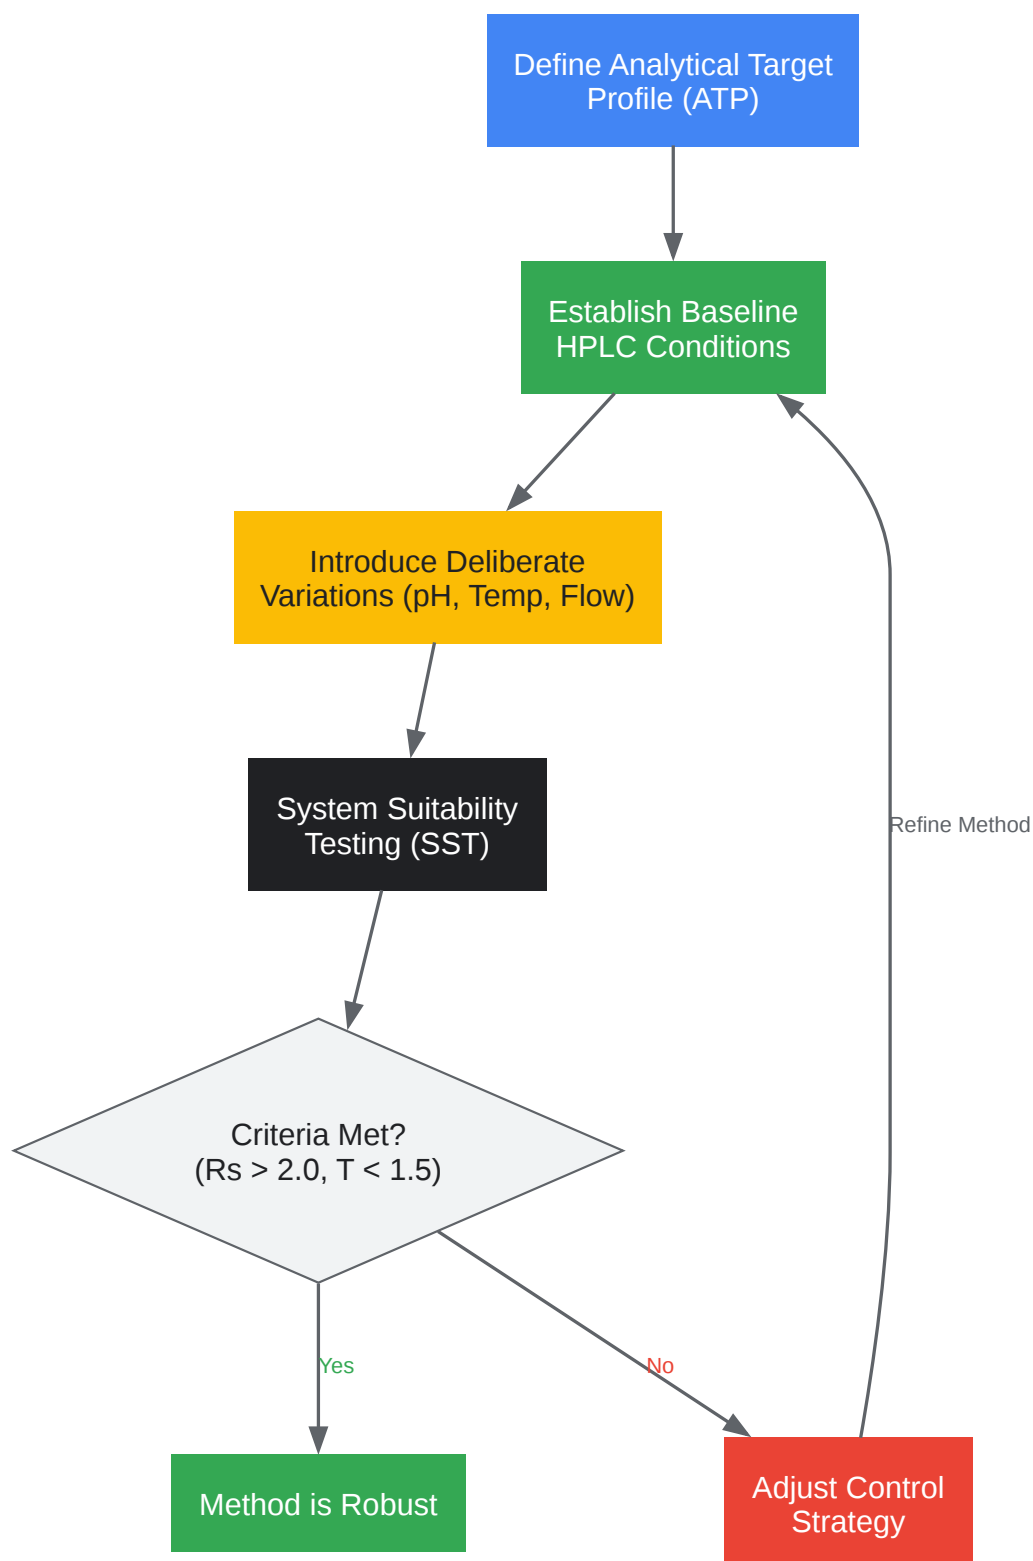 Define Analytical Target
Profile (ATP)
Establish Baseline
HPLC Conditions
Introduce Deliberate
Variations (pH, Temp, Flow)
System Suitability
Testing (SST)
Refine Method
Criteria Met?
(Rs > 2.0, T < 1.5)
Yes
No
Method is Robust
Adjust Control
Strategy